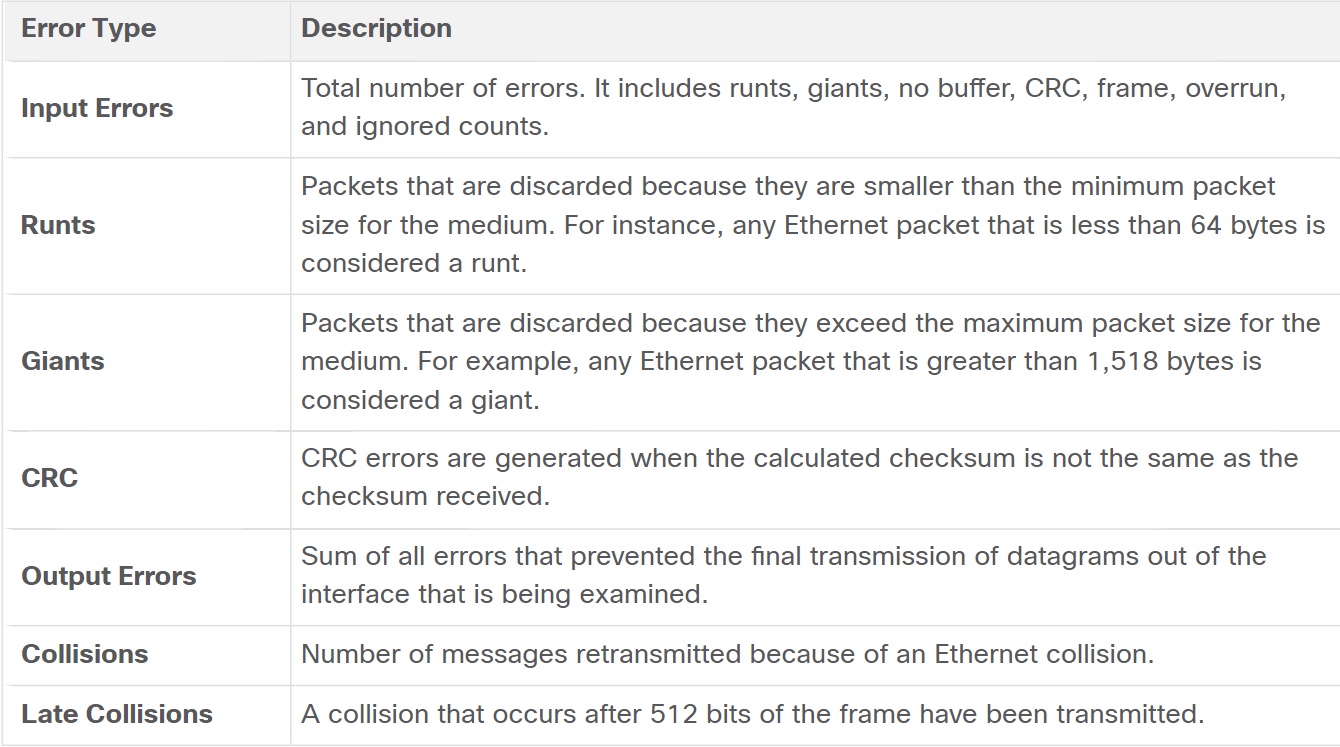 Error Type
Description
Input Errors
Total number of errors. It includes runts, giants, no buffer, CRC, frame, overrun,
and ignored counts.
Runts
Packets that are discarded because they are smaller than the minimum packet
size for the medium. For instance, any Ethernet packet that is less than 64 bytes is
considered a runt.
Giants
Packets that are discarded because they exceed the maximum packet size for the
medium. For example, any Ethernet packet that is greater than 1,518 bytes is
considered a giant.
CRC
CRC errors are generated when the calculated checksum is not the same as the
checksum received.
Output Errors
Sum of all errors that prevented the final transmission of datagrams out of the
interface that is being examined.
Collisions
Number of messages retransmitted because of an Ethernet collision.
Late Collisions
A collision that occurs after 512 bits of the frame have been transmitted.